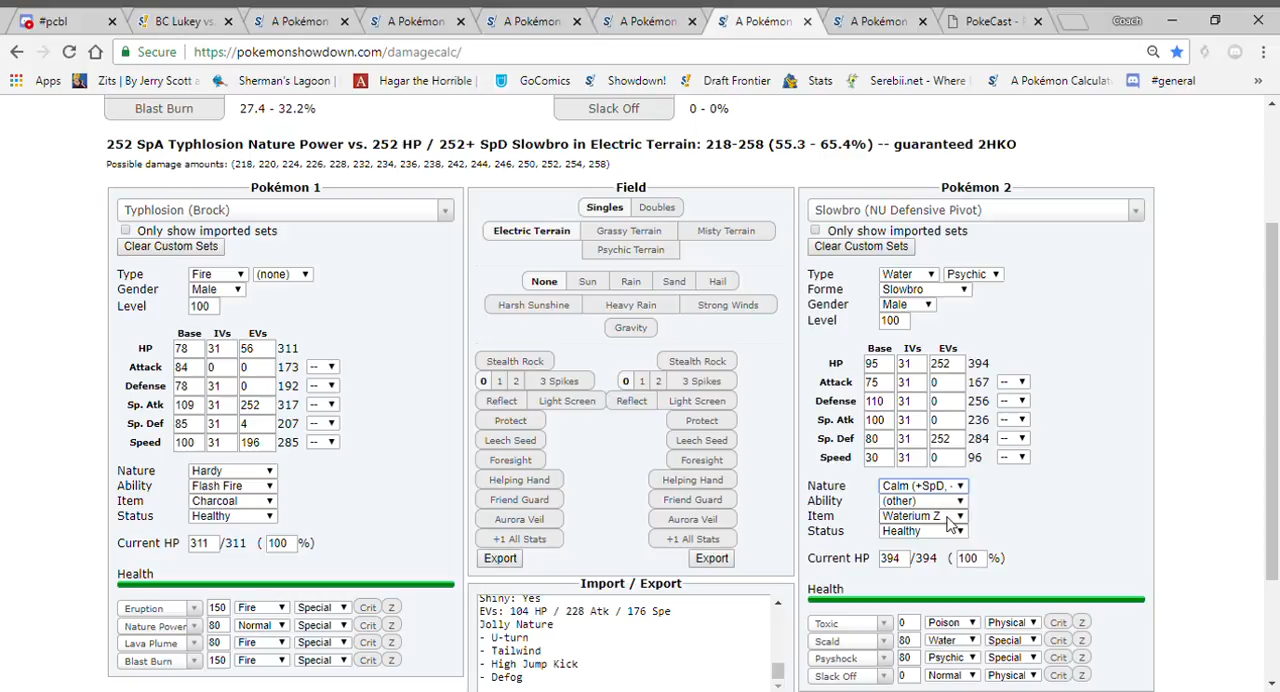 #pcbl × BC Lukey vs. × A Pokémon × A Pokémon × A Pokémon × A Pokémon × A Pokémon × A Pokémon × PokeCast - × Coach
Secure https://pokemonshowdown.com/damagecalc/
Apps Zits | By Jerry Scott a Sherman's Lagoon | Hagar the Horrible | GoComics Showdown! Draft Frontier Stats Serebii.net - Where A Pokémon Calculat #general »
Blast Burn 27.4 - 32.2% Slack Off 0 - 0%
252 SpA Typhlosion Nature Power vs. 252 HP / 252+ SpD Slowbro in Electric Terrain: 218-258 (55.3 - 65.4%) -- guaranteed 2HKO
Possible damage amounts: (218, 220, 224, 226, 228, 232, 234, 236, 238, 242, 244, 246, 250, 252, 254, 258)
Pokémon 1
Typhlosion (Brock)
Only show imported sets
Clear Custom Sets
Type Fire (none)
Gender Male
Level 100
Base IVs EVs
HP 78 31 56 311
Attack 84 0 0 173 --
Defense 78 31 0 192 --
Sp. Atk 109 31 252 317 --
Sp. Def 85 31 4 207 --
Speed 100 31 196 285 --
Nature Hardy
Ability Flash Fire
Item Charcoal
Status Healthy
Current HP 311 /311 ( 100 %)
Health
Eruption 150 Fire Special Crit Z
Nature Power 80 Normal Special Crit Z
Lava Plume 80 Fire Special Crit Z
Blast Burn 150 Fire Special Crit Z
Field
Singles Doubles
Electric Terrain Grassy Terrain Misty Terrain
Psychic Terrain
None Sun Rain Sand Hail
Harsh Sunshine Heavy Rain Strong Winds
Gravity
Stealth Rock Stealth Rock
0 1 2 3 Spikes 0 1 2 3 Spikes
Reflect Light Screen Reflect Light Screen
Protect Protect
Leech Seed Leech Seed
Foresight Foresight
Helping Hand Helping Hand
Friend Guard Friend Guard
Aurora Veil Aurora Veil
+1 All Stats +1 All Stats
Export Export
Import / Export
Shiny: Yes
EVs: 104 HP / 228 Atk / 176 Spe
Jolly Nature
- U-turn
- Tailwind
- High Jump Kick
- Defog
Pokémon 2
Slowbro (NU Defensive Pivot)
Only show imported sets
Clear Custom Sets
Type Water Psychic
Forme Slowbro
Gender Male
Level 100
Base IVs EVs
HP 95 31 252 394
Attack 75 31 0 167 --
Defense 110 31 0 256 --
Sp. Atk 100 31 0 236 --
Sp. Def 80 31 252 284 --
Speed 30 31 0 96 --
Nature Calm (+SpD, -
Ability (other)
Item Waterium Z
Status Healthy
Current HP 394 /394 ( 100 %)
Health
Toxic 0 Poison Physical Crit Z
Scald 80 Water Special Crit Z
Psyshock 80 Psychic Special Crit Z
Slack Off 0 Normal Physical Crit Z